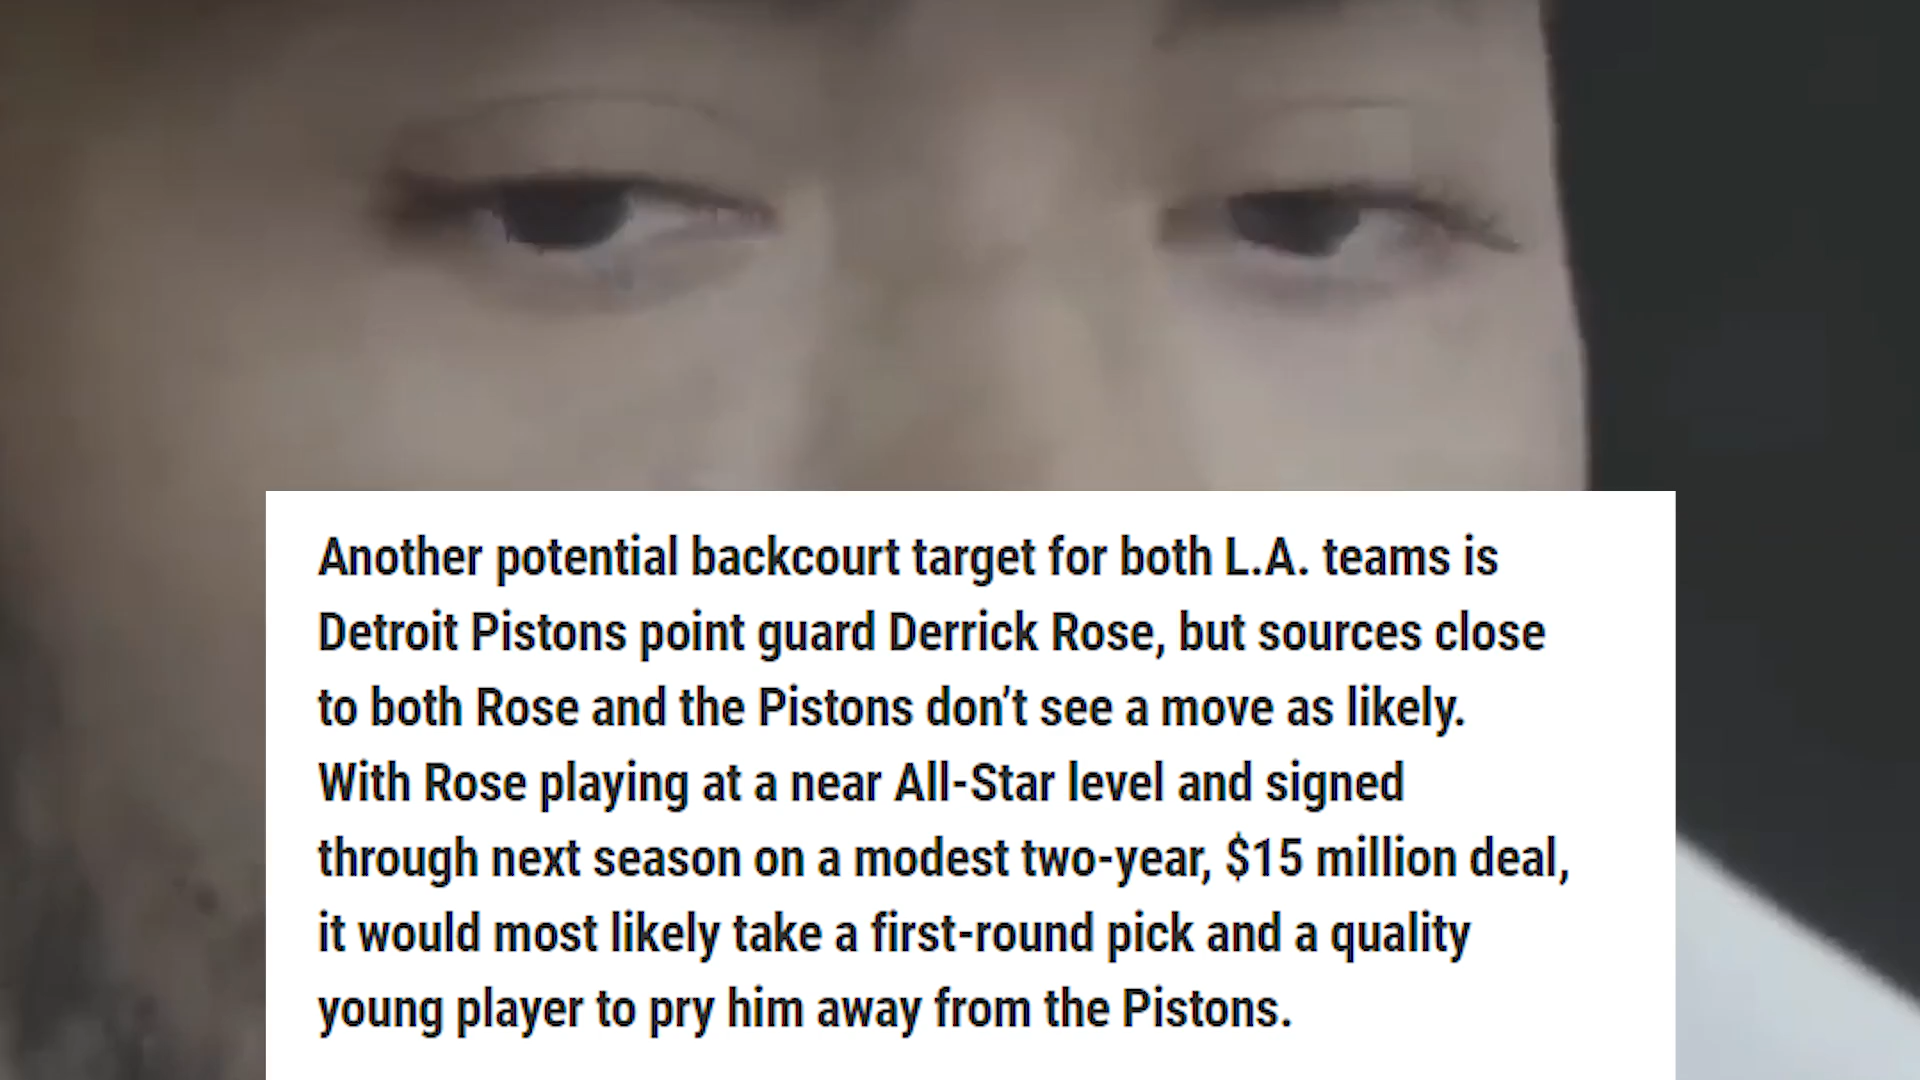 Another potential backcourt target for both L.A. teams is
Detroit Pistons point guard Derrick Rose, but sources close
to both Rose and the Pistons don’t see a move as likely.
With Rose playing at a near All-Star level and signed
through next season on a modest two-year, $15 million deal,
it would most likely take a first-round pick and a quality
young player to pry him away from the Pistons.